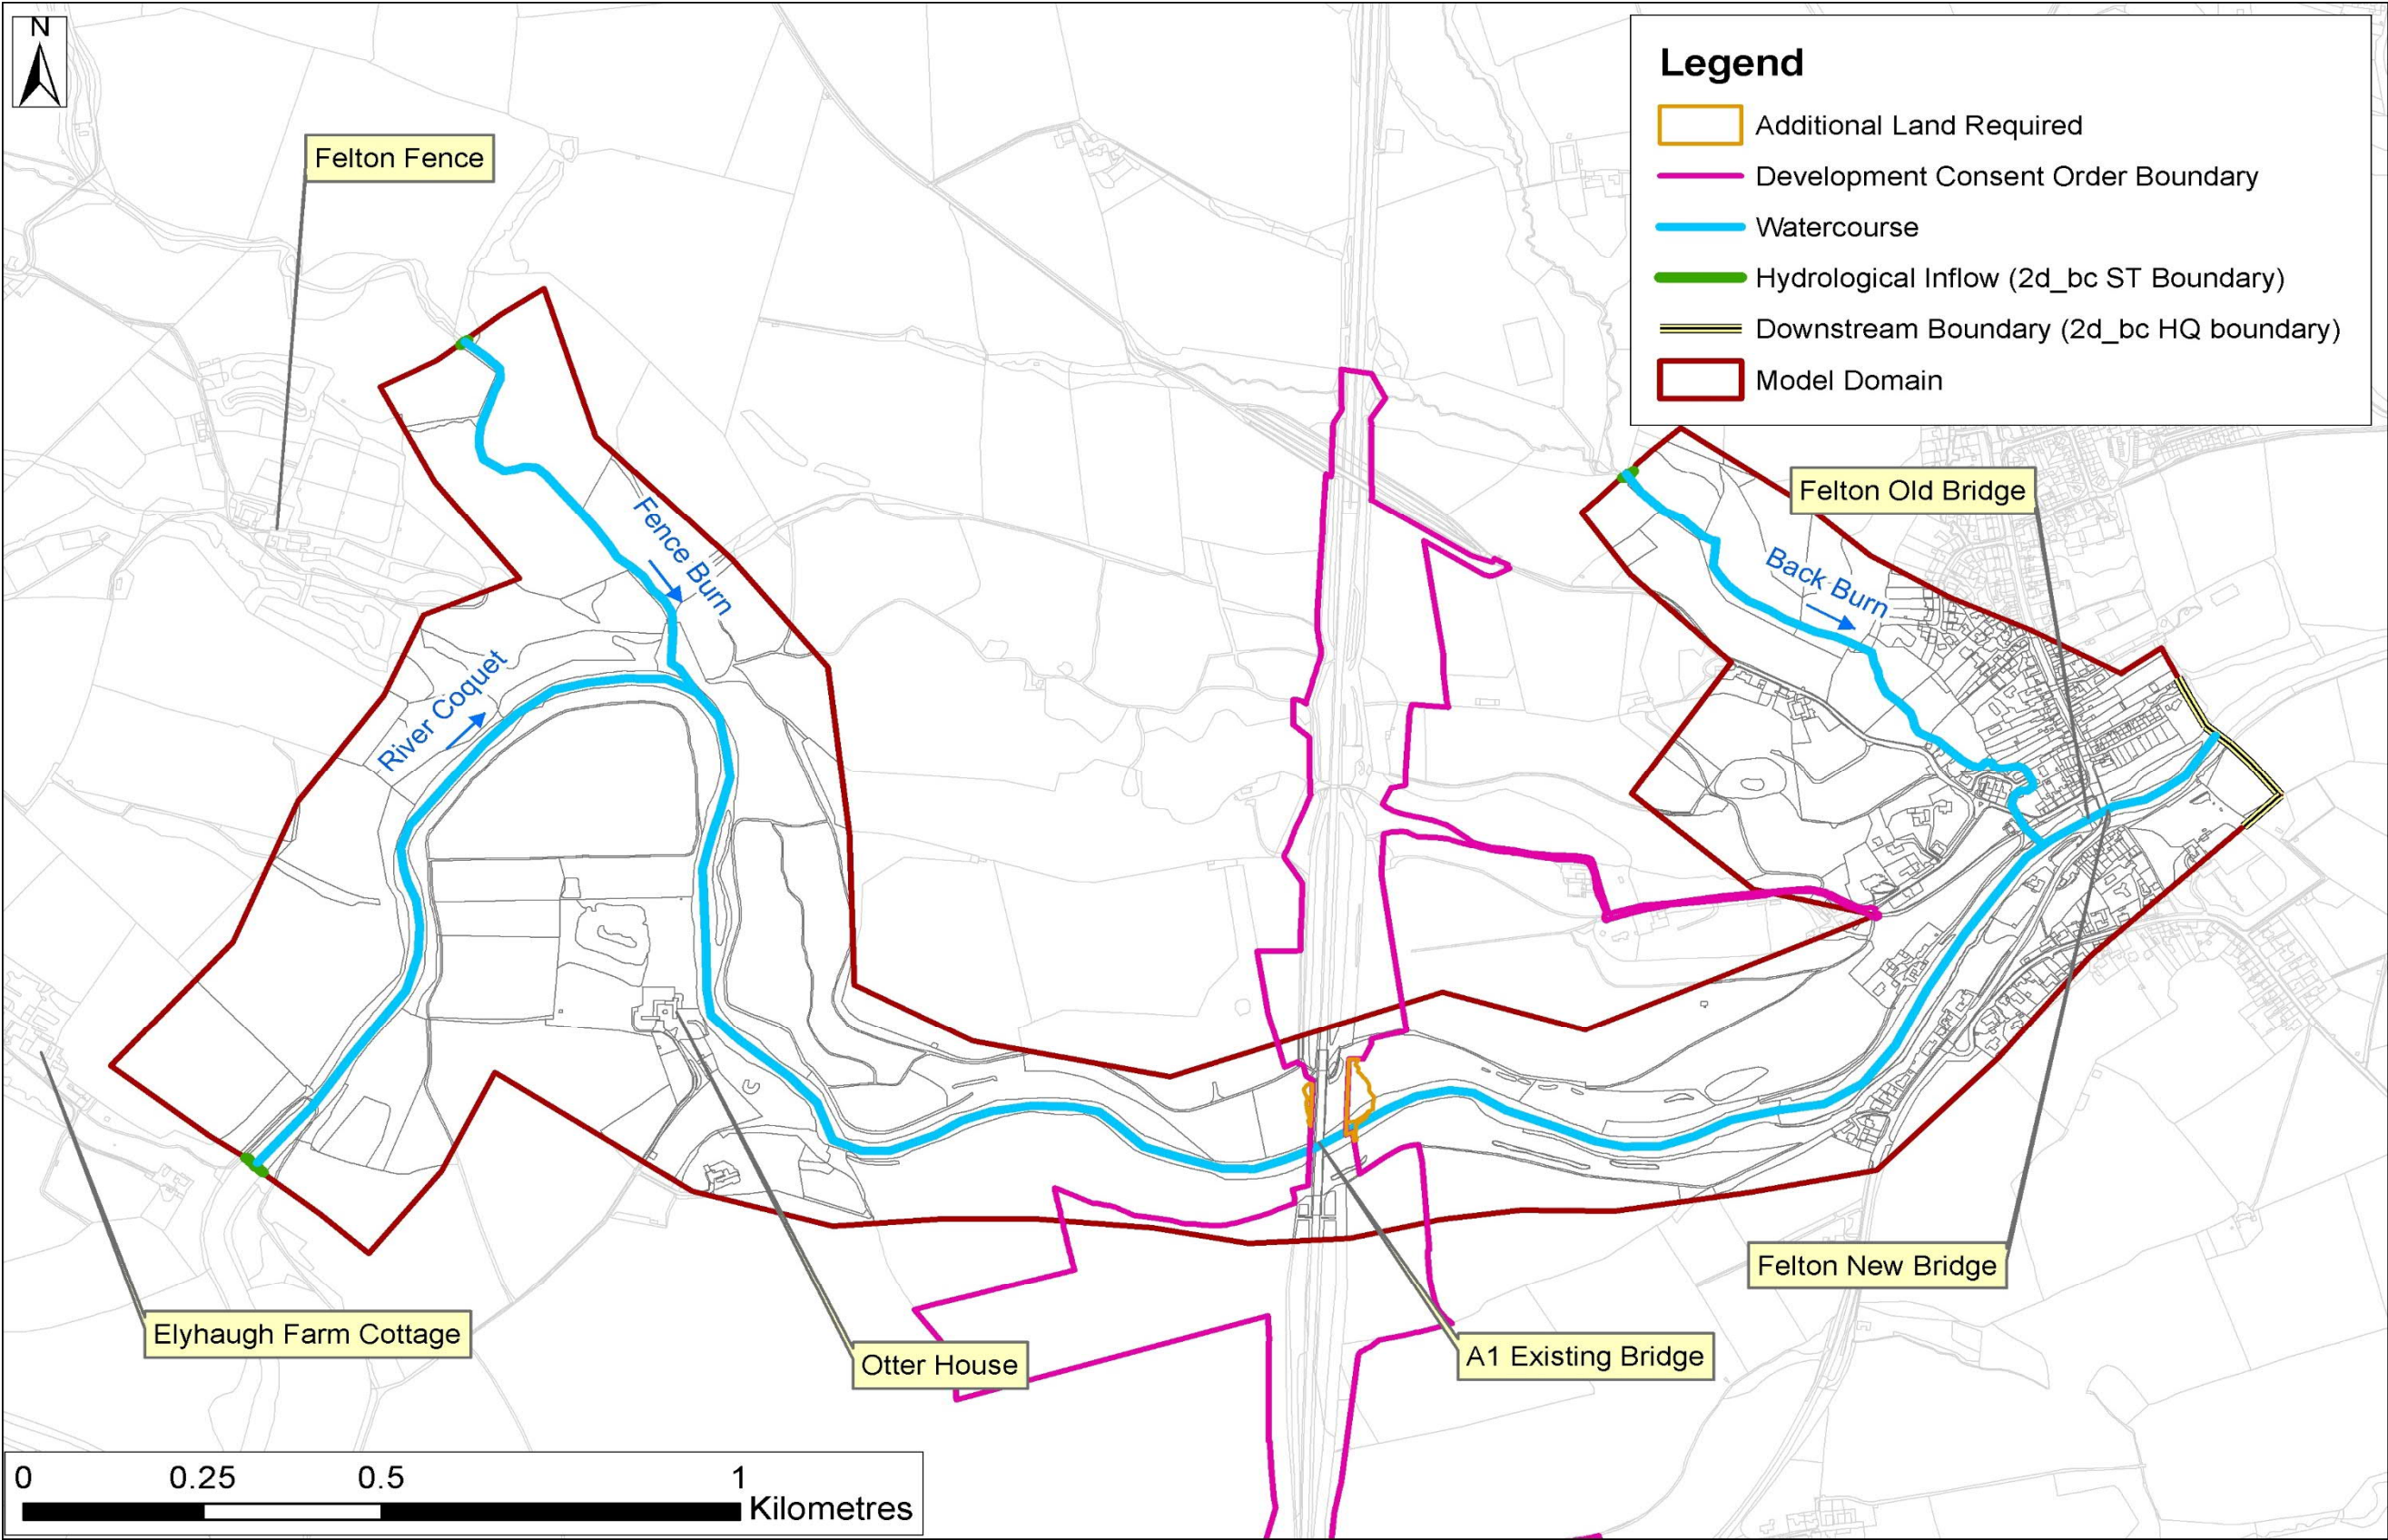 N
Legend
Additional Land Required
Development Consent Order Boundary
Watercourse
Hydrological Inflow (2d_bc ST Boundary)
Downstream Boundary (2d_bc HQ boundary)
Model Domain
Felton Fence
Felton Old Bridge
Fence Burn
Back Burn
River Coquet
Felton New Bridge
Elyhaugh Farm Cottage
Otter House
A1 Existing Bridge
0 0.25 0.5 1
Kilometres